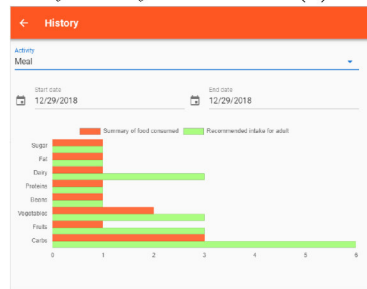 ← History
Activity
Meal
Start date
End date
12/29/2018
12/29/2018
Summary of food consumed
Recommended intake for adult
Sugar
Fat
Dairy
Proteins
Beans
Vegetables
Fruits
Carbs
0 1 2 3 4 5 6